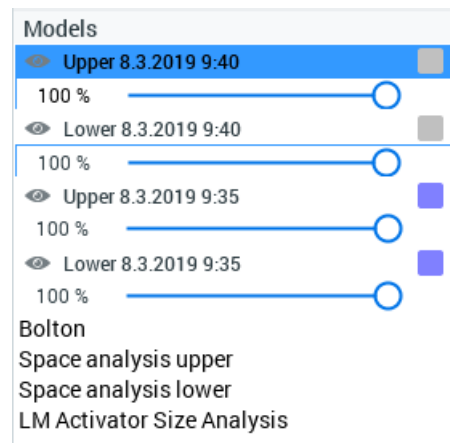 Models
Upper 8.3.2019 9:40
100 %
Lower 8.3.2019 9:40
100 %
Upper 8.3.2019 9:35
100 %
Lower 8.3.2019 9:35
100 %
Bolton
Space analysis upper
Space analysis lower
LM Activator Size Analysis